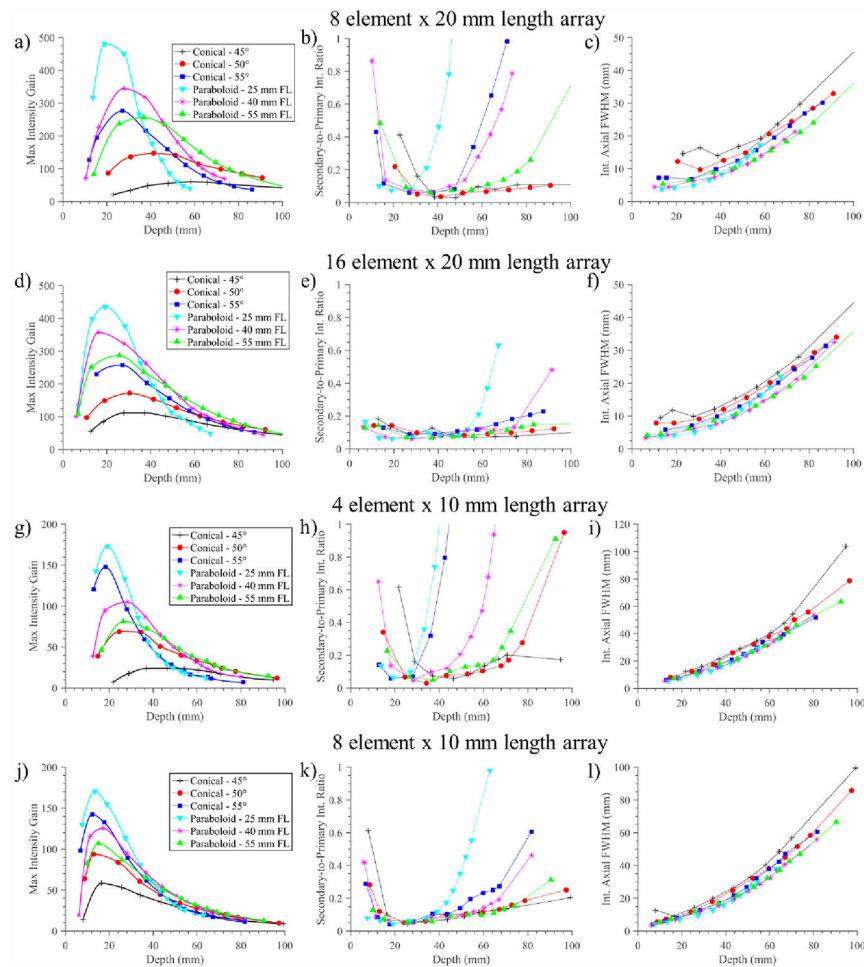 8 element x 20 mm length array
a)
500
400
300
200
100
0
0 20 40 60 80 100
Max Intensity Gain
Depth (mm)
Conical - 45°
Conical - 50°
Conical - 55°
Paraboloid - 25 mm FL
Paraboloid - 40 mm FL
Paraboloid - 55 mm FL
b)
1
0.8
0.6
0.4
0.2
0
0 20 40 60 80 100
Secondary-to-Primary Int. Ratio
Depth (mm)
c)
50
40
30
20
10
0
0 20 40 60 80 100
Int. Axial FWHM (mm)
Depth (mm)
16 element x 20 mm length array
d)
500
400
300
200
100
0
0 20 40 60 80 100
Max Intensity Gain
Depth (mm)
Conical - 45°
Conical - 50°
Conical - 55°
Paraboloid - 25 mm FL
Paraboloid - 40 mm FL
Paraboloid - 55 mm FL
e)
1
0.8
0.6
0.4
0.2
0
0 20 40 60 80 100
Secondary-to-Primary Int. Ratio
Depth (mm)
f)
50
40
30
20
10
0
0 20 40 60 80 100
Int. Axial FWHM (mm)
Depth (mm)
4 element x 10 mm length array
g)
200
150
100
50
0
0 20 40 60 80 100
Max Intensity Gain
Depth (mm)
Conical - 45°
Conical - 50°
Conical - 55°
Paraboloid - 25 mm FL
Paraboloid - 40 mm FL
Paraboloid - 55 mm FL
h)
1
0.8
0.6
0.4
0.2
0
0 20 40 60 80 100
Secondary-to-Primary Int. Ratio
Depth (mm)
i)
120
100
80
60
40
20
0
0 20 40 60 80 100
Int. Axial FWHM (mm)
Depth (mm)
8 element x 10 mm length array
j)
200
150
100
50
0
0 20 40 60 80 100
Max Intensity Gain
Depth (mm)
Conical - 45°
Conical - 50°
Conical - 55°
Paraboloid - 25 mm FL
Paraboloid - 40 mm FL
Paraboloid - 55 mm FL
k)
1
0.8
0.6
0.4
0.2
0
0 20 40 60 80 100
Secondary-to-Primary Int. Ratio
Depth (mm)
l)
100
80
60
40
20
0
0 20 40 60 80 100
Int. Axial FWHM (mm)
Depth (mm)